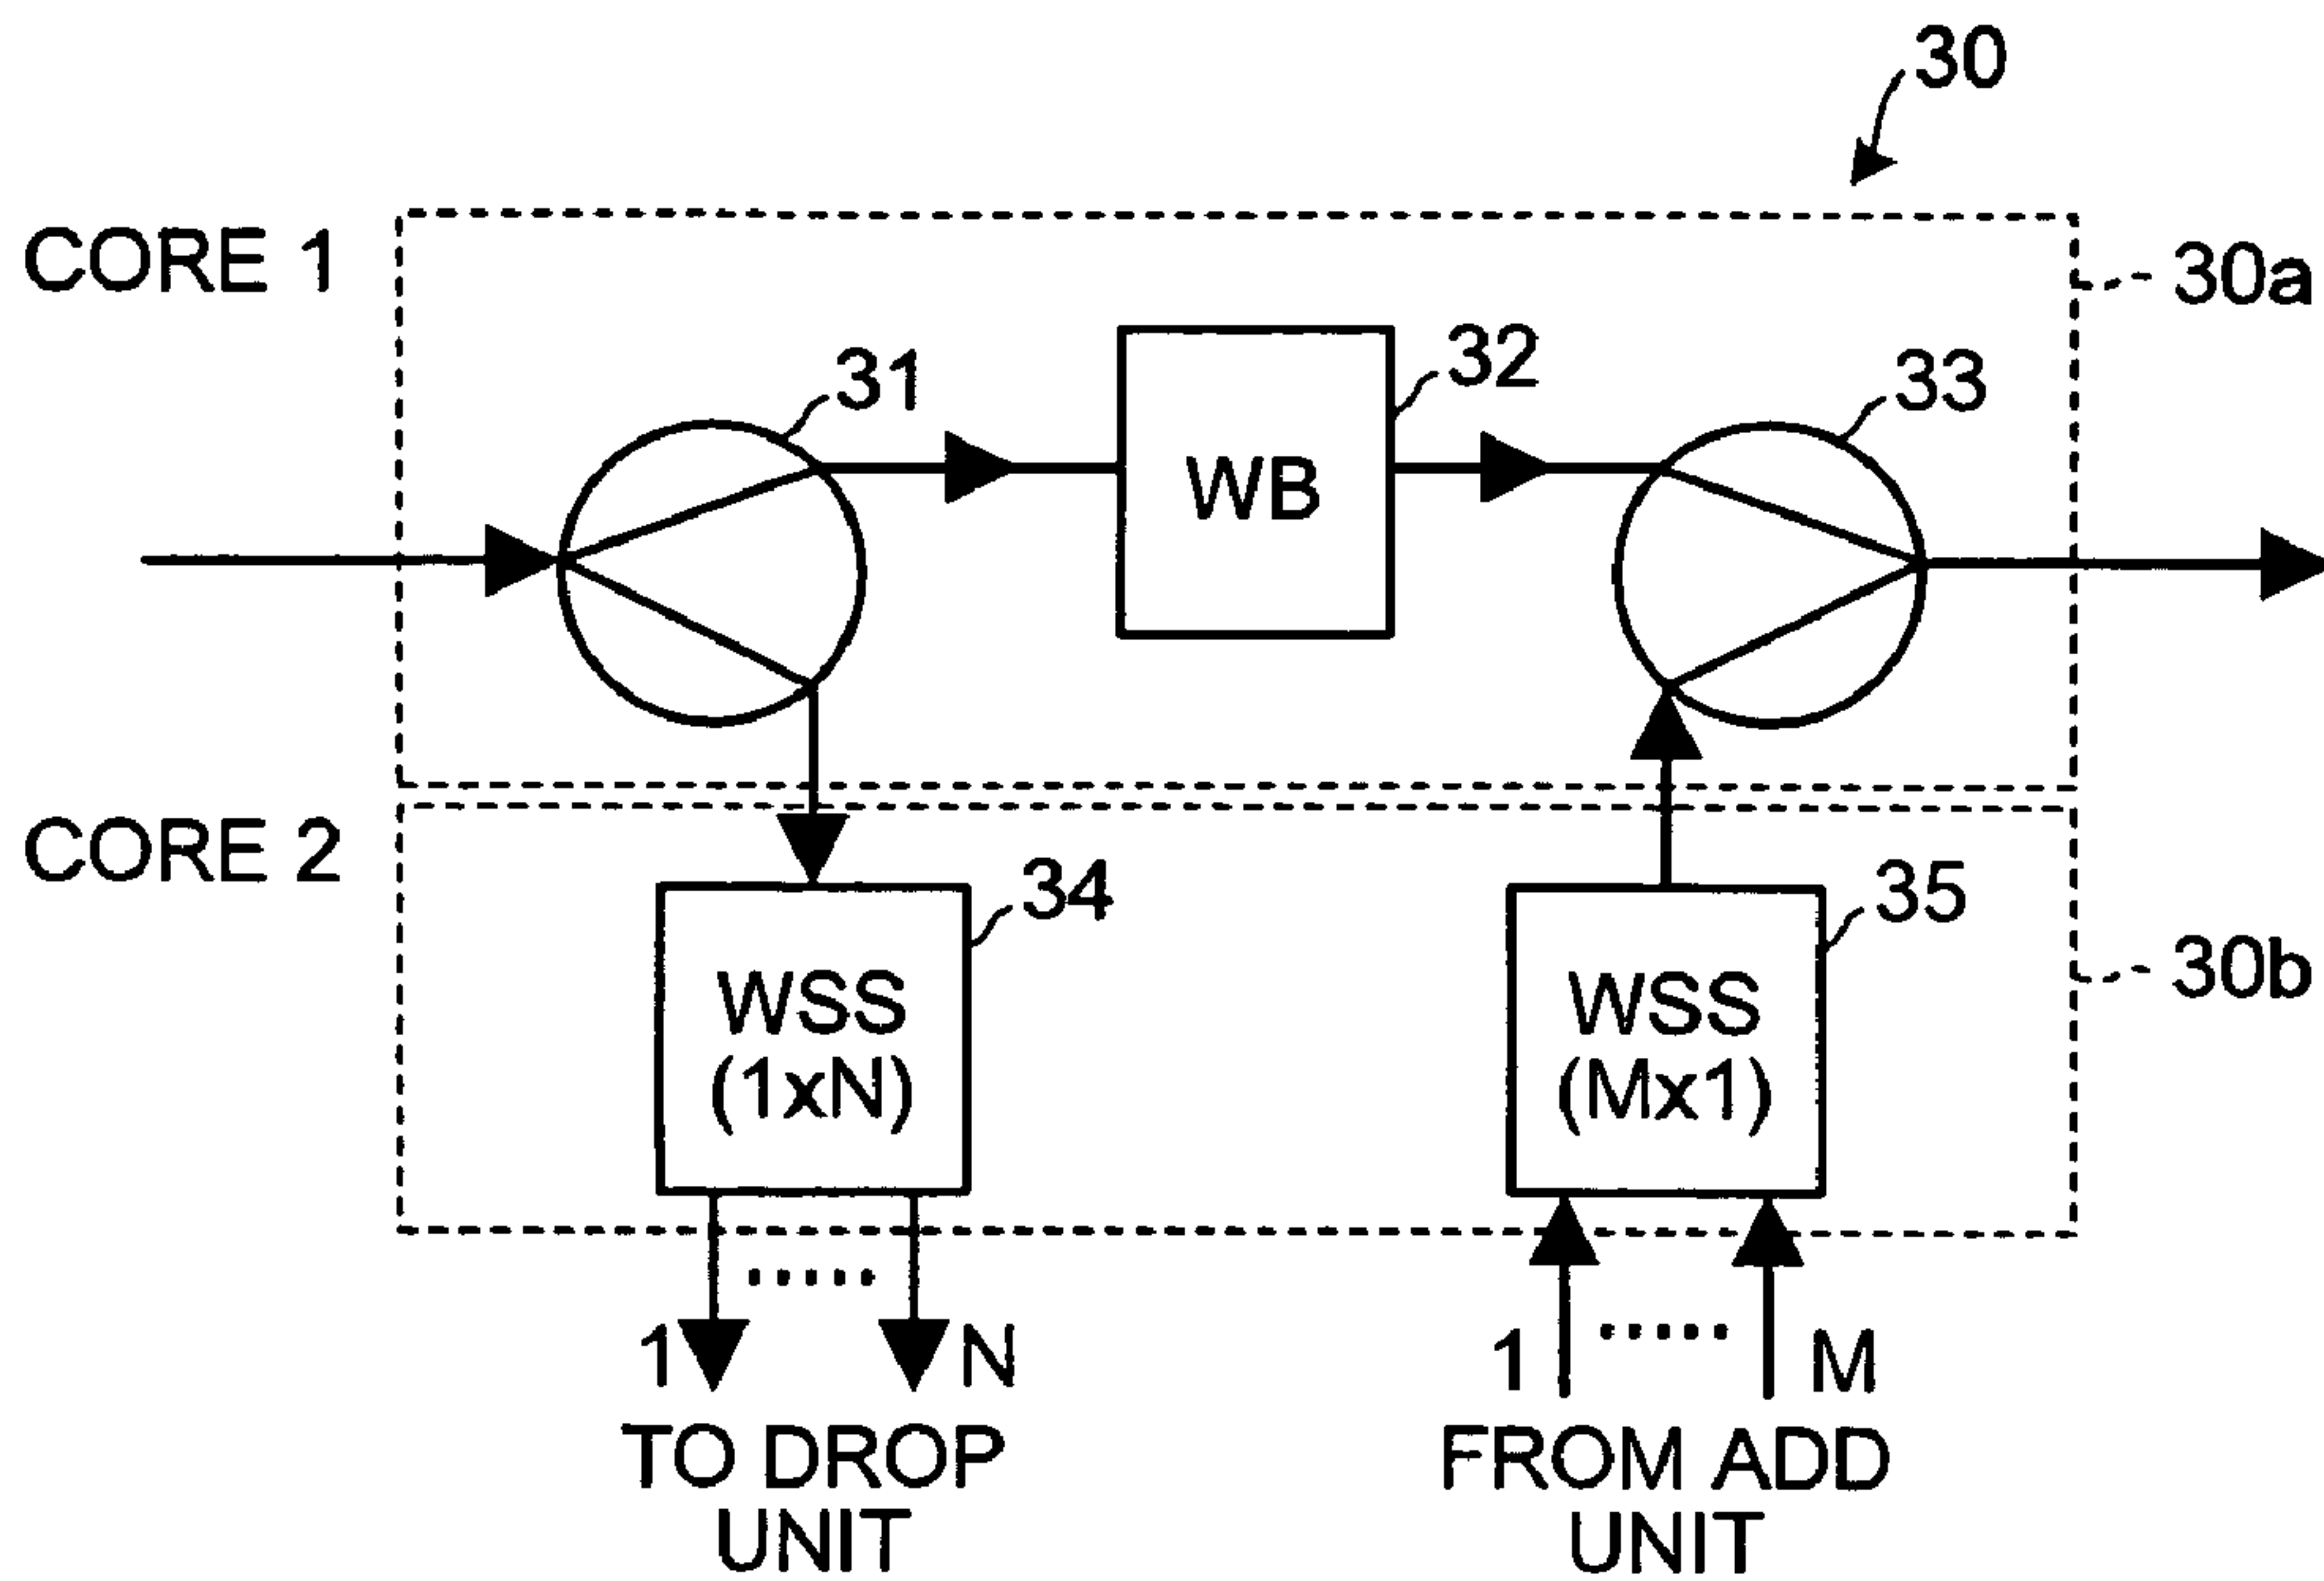 30
CORE 1
30a
31
32
33
WB
CORE 2
34
35
30b
WSS
(1xN)
WSS
(Mx1)
1 ..... N
1 ..... M
TO DROP
UNIT
FROM ADD
UNIT